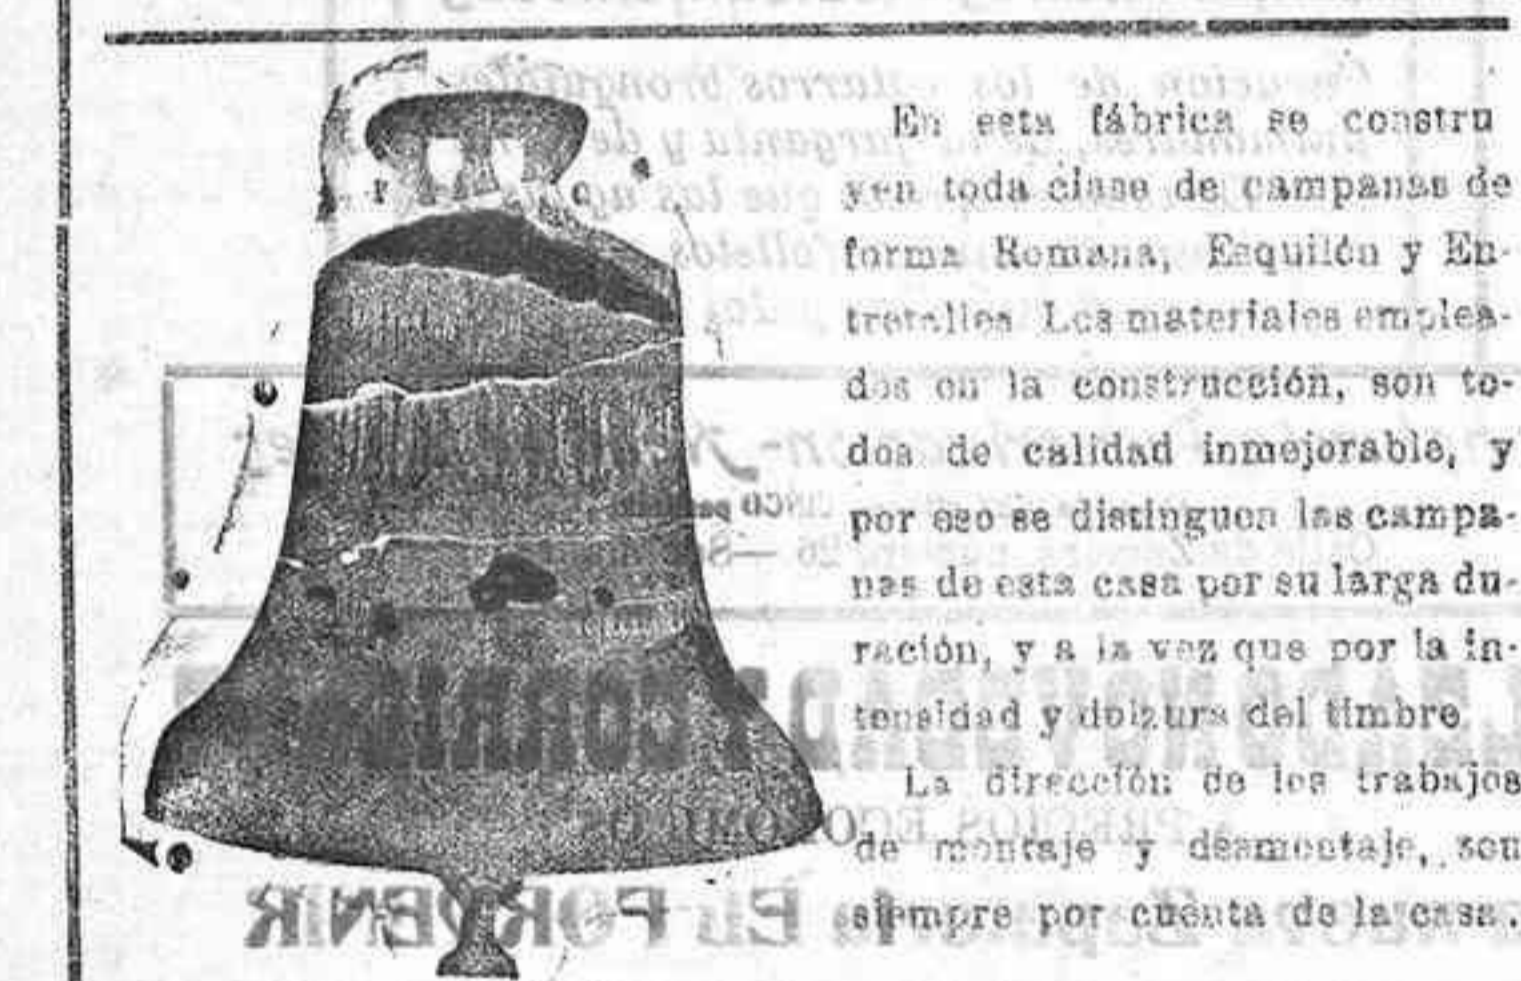 En esta fábrica se constru
yen toda clase de campanas de
forma Romana, Esquilón y En-
tretelles Los materiales emplea-
dos en la construcción, son to-
dos de calidad inmejorable, y
por eso se distinguen las campa-
nas de esta casa por su larga du-
ración, y a la vez que por la in-
tensidad y dulzura del timbre
La dirección de los trabajos
de montaje y desmontaje, son
siempre por cuenta de la casa.